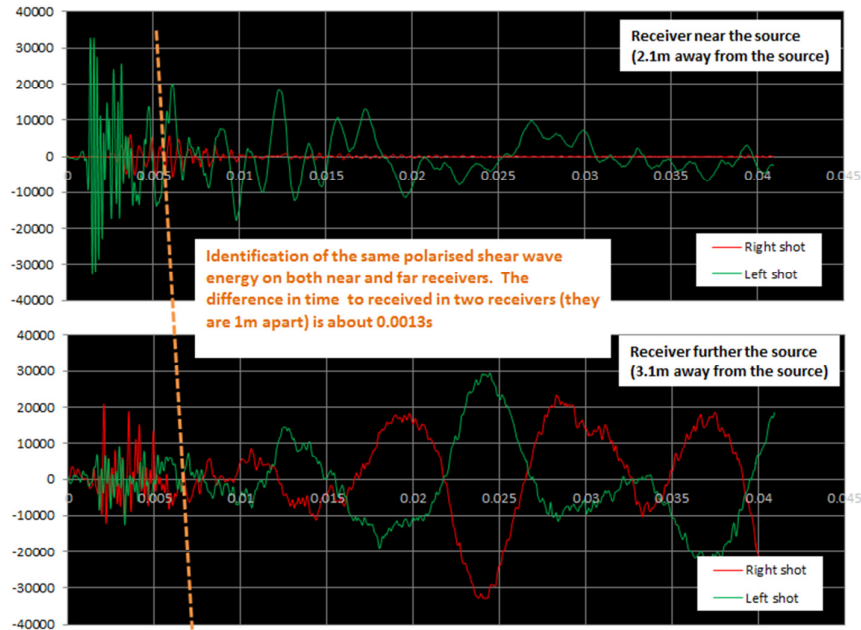 40000
30000
20000
10000
0
-10000
-20000
-30000
-40000
0 0.005 0.01 0.015 0.02 0.025 0.03 0.035 0.04 0.045
Receiver near the source
(2.1m away from the source)
Right shot
Left shot
Identification of the same polarised shear wave
energy on both near and far receivers. The
difference in time to received in two receivers (they
are 1m apart) is about 0.0013s
40000
30000
20000
10000
0
-10000
-20000
-30000
-40000
0 0.005 0.01 0.015 0.02 0.025 0.03 0.035 0.04 0.045
Receiver further the source
(3.1m away from the source)
Right shot
Left shot